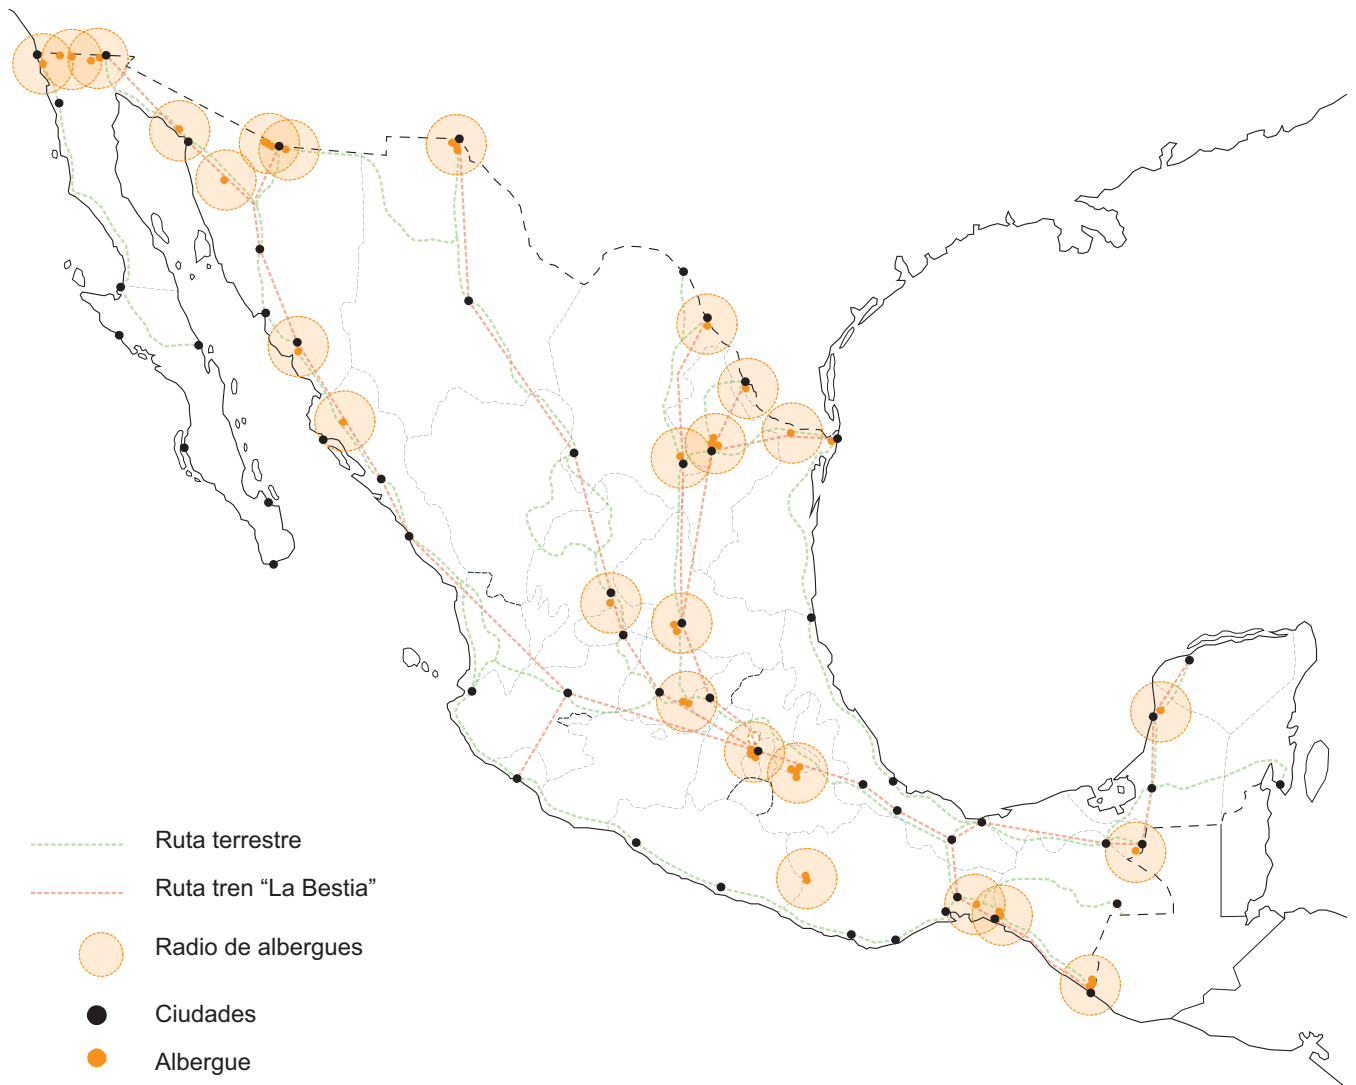 Ruta terrestre
Ruta tren “La Bestia”
Radio de albergues
Ciudades
Albergue